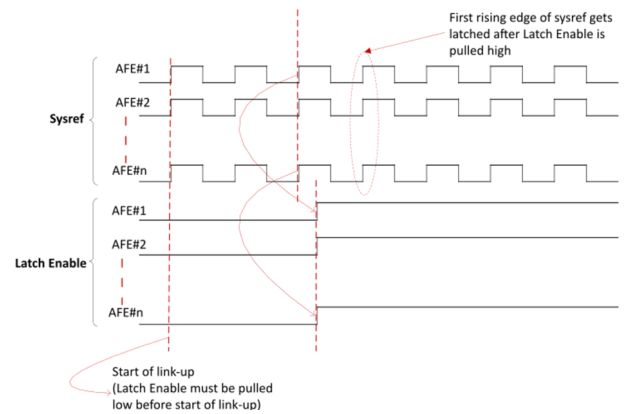 First rising edge of sysref gets
latched after Latch Enable is
pulled high
AFE#1
AFE#2
Sysref
AFE#n
AFE#1
AFE#2
Latch Enable
AFE#n
Start of link-up
(Latch Enable must be pulled
low before start of link-up)